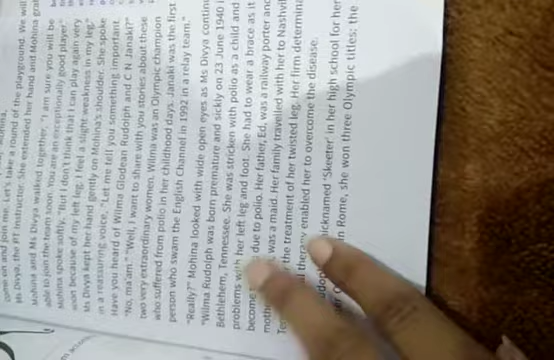 come on and join me. Let's take a round of the playground. We will
Ms Divya, the PT instructor. She extended her hand and Mohina
Mohina and Ms Divya walked together, "I am sure you will be
able to join the team soon. You are an exceptionally good player."
Mohina spoke softly, "But I don't think that I can play again very
soon because of my left leg. I feel a slight weakness in my leg."
Ms Divya kept her hand gently on Mohina's shoulder. She spoke
in a reassuring voice, "Let me tell you something important.
Have you heard of Wilma Glodean Rudolph and C N Janaki?"
"No, ma'am." "Well, I want to share with you stories about these
two very extraordinary women. Wilma was an Olympic champion
who suffered from polio in her childhood days. Janaki was the first
person who swam the English Channel in 1992 in a relay team."
"Really?" Mohina looked with wide open eyes as Ms Divya
"Wilma Rudolph was born premature and sickly on 23 June 1940
Bethlehem, Tennessee. She was stricken with polio as a child and
problems with her left leg and foot. She had to wear a brace as it
due to polio. Her father, Ed, was a railway porter and
was a maid. Her family travelled with her to
the treatment of her twisted leg. Her firm
therapy enabled her to overcome the disease.
nicknamed 'Skeeter' in her high school for her
in Rome, she won three Olympic titles: the